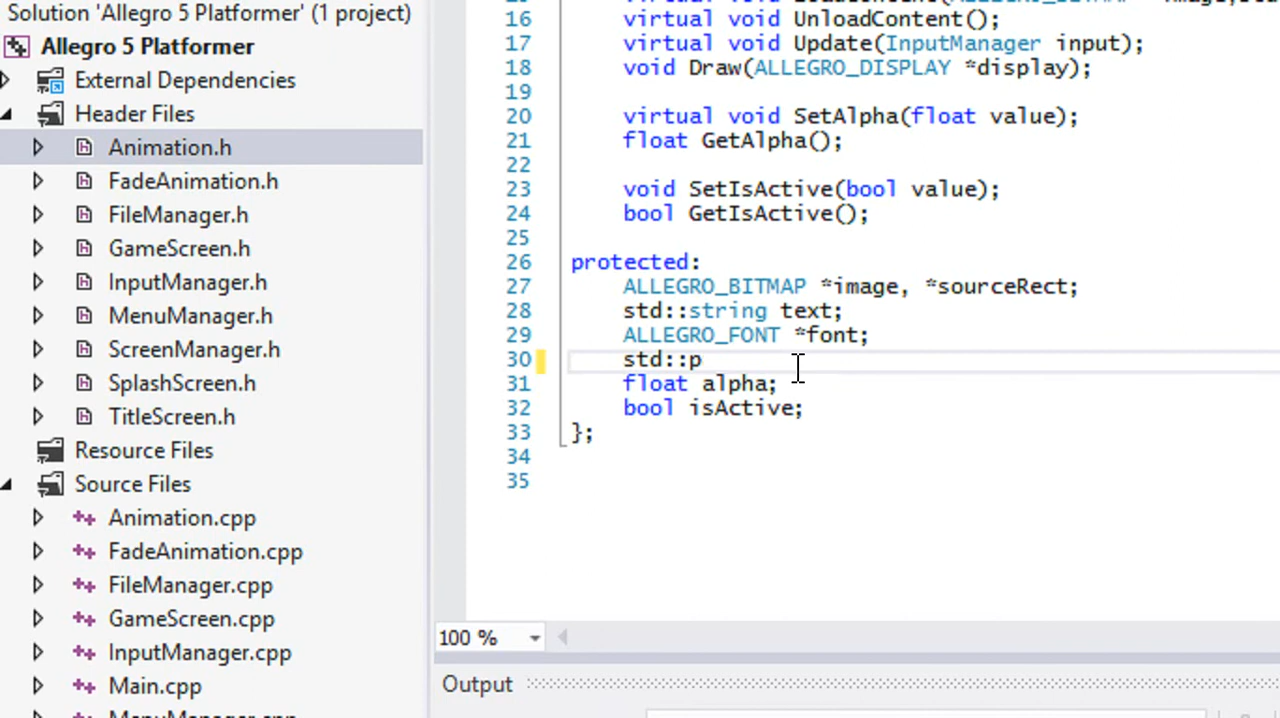 Solution 'Allegro 5 Platformer' (1 project)
Allegro 5 Platformer
External Dependencies
Header Files
Animation.h
FadeAnimation.h
FileManager.h
GameScreen.h
InputManager.h
MenuManager.h
ScreenManager.h
SplashScreen.h
TitleScreen.h
Resource Files
Source Files
Animation.cpp
FadeAnimation.cpp
FileManager.cpp
GameScreen.cpp
InputManager.cpp
Main.cpp
MenuManager.cpp
16 virtual void UnloadContent();
17 virtual void Update(InputManager input);
18 void Draw(ALLEGRO_DISPLAY *display);
19
20 virtual void SetAlpha(float value);
21 float GetAlpha();
22
23 void SetIsActive(bool value);
24 bool GetIsActive();
25
26 protected:
27 ALLEGRO_BITMAP *image, *sourceRect;
28 std::string text;
29 ALLEGRO_FONT *font;
30 std::p
31 float alpha;
32 bool isActive;
33 };
34
35
100 %
Output